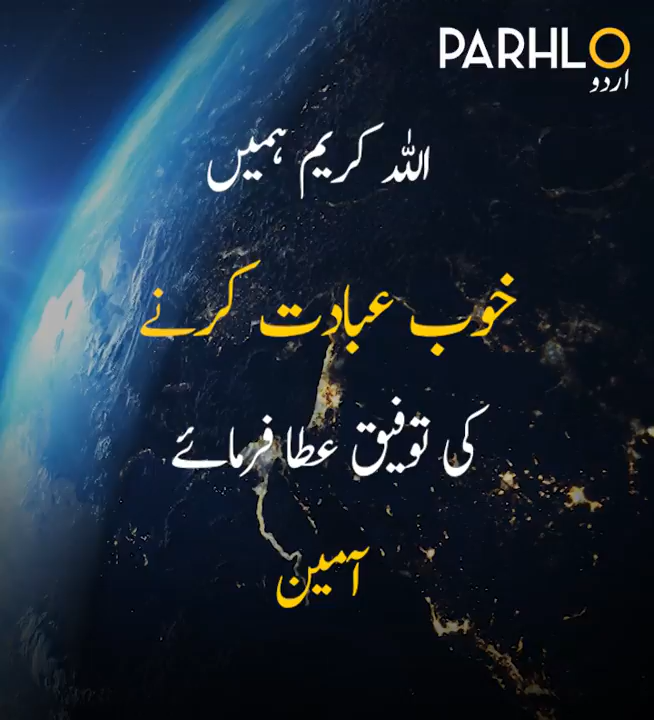 PARHLO
اردو
اللہ کریم ہمیں
خوب عبادت کرنے
کی توفیق عطا فرمائے
آمین